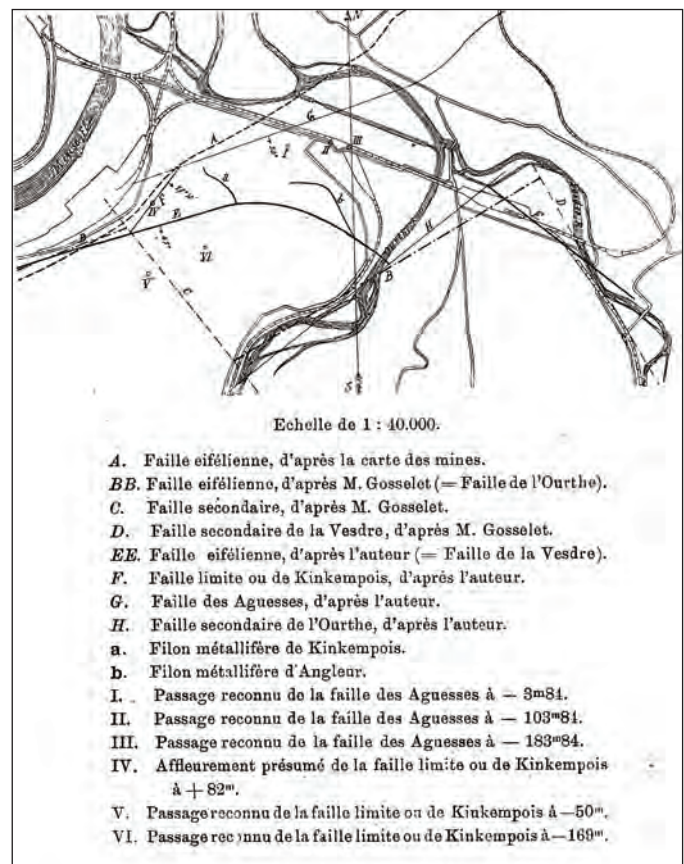 A
G
I
II
III
a
b
IV
E
B
VI
V
C
H
B
D
S
Echelle de 1 : 40.000.
A. Faille eifélienne, d'après la carte des mines.
BB. Faille eifélienne, d'après M. Gosselet (= Faille de l'Ourthe).
C. Faille secondaire, d'après M. Gosselet.
D. Faille secondaire de la Vesdre, d'après M. Gosselet.
EE. Faille eifélienne, d'après l'auteur (= Faille de la Vesdre).
F. Faille limite ou de Kinkempois, d'après l'auteur.
G. Faille des Aguesses, d'après l'auteur.
H. Faille secondaire de l'Ourthe, d'après l'auteur.
a. Filon métallifère de Kinkempois.
b. Filon métallifère d'Angleur.
I. Passage reconnu de la faille des Aguesses à — 3m84.
II. Passage reconnu de la faille des Aguesses à — 103m84.
III. Passage reconnu de la faille des Aguesses à — 183m84.
IV. Affleurement présumé de la faille limite ou de Kinkempois
à + 82m.
V. Passage reconnu de la faille limite ou de Kinkempois à —50m.
VI. Passage reconnu de la faille limite ou de Kinkempois à —169m.